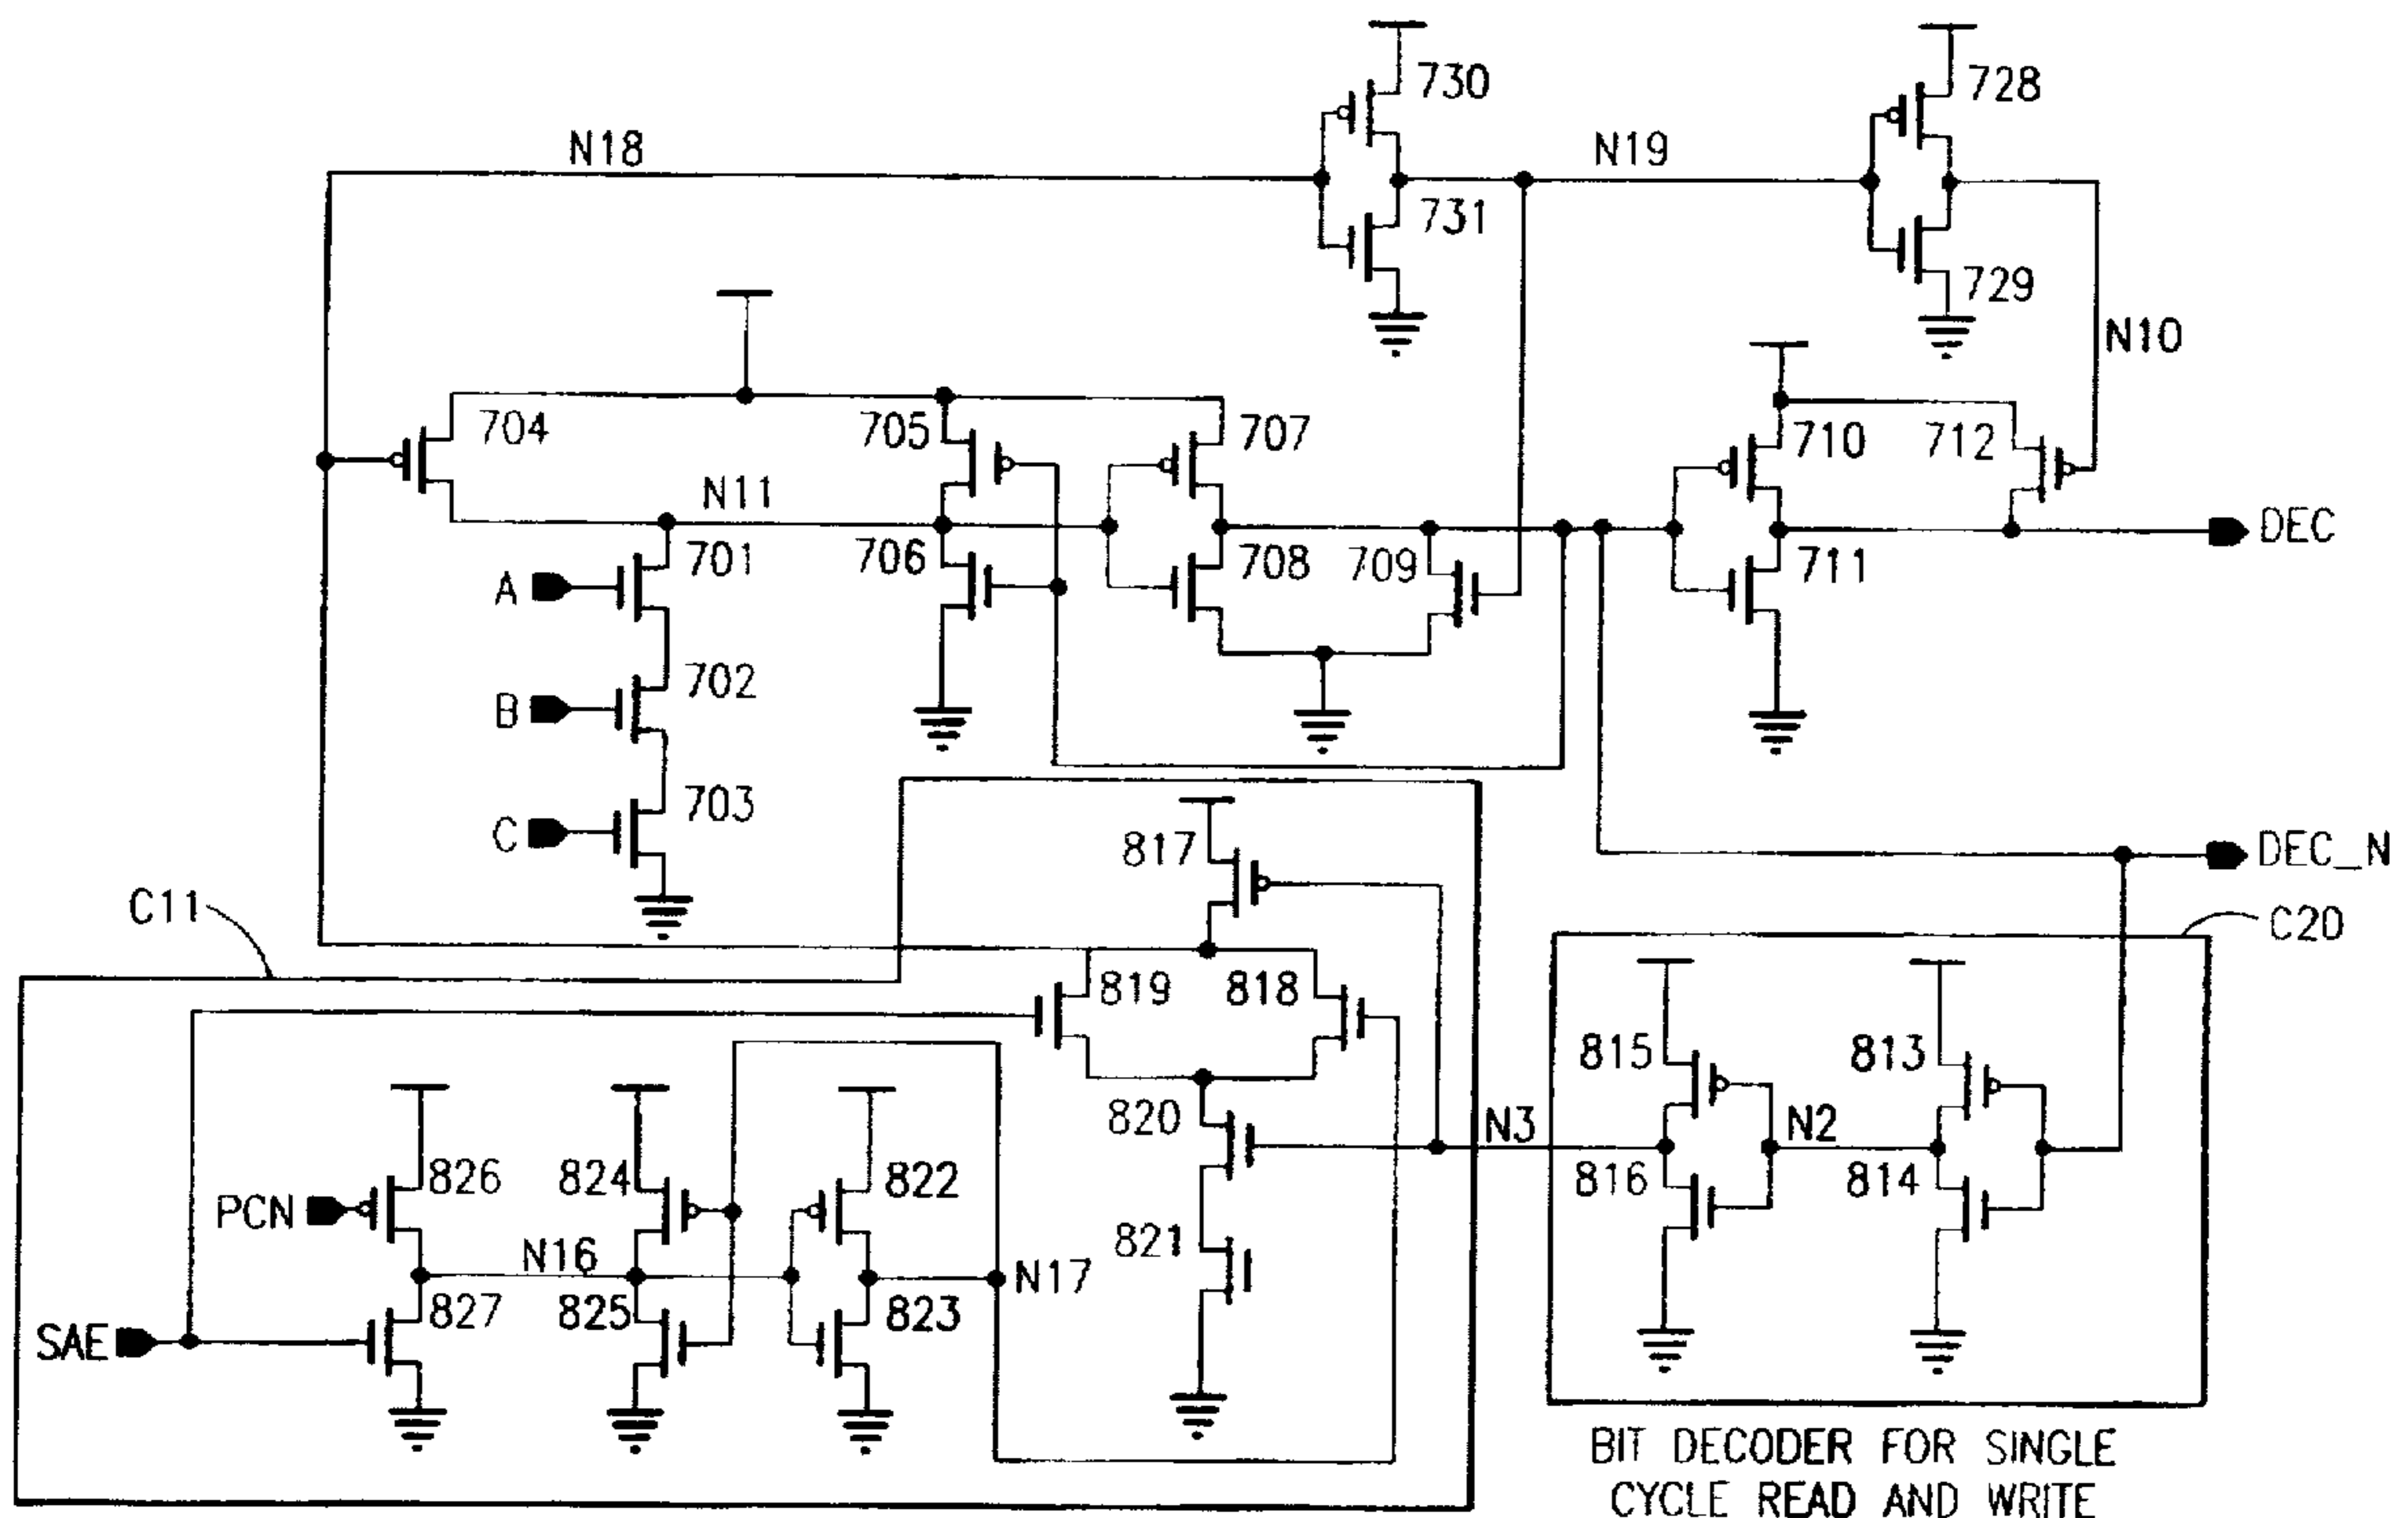 730
728
N18
N19
731
729
N10
704
705
707
710
712
N11
DEC
701
706
708
709
711
A
702
B
703
C
817
DEC_N
C11
C20
819
818
815
813
820
N3
N2
826
824
822
816
814
PCN
821
N16
N17
827
825
823
SAE
BIT DECODER FOR SINGLE
CYCLE READ AND WRITE